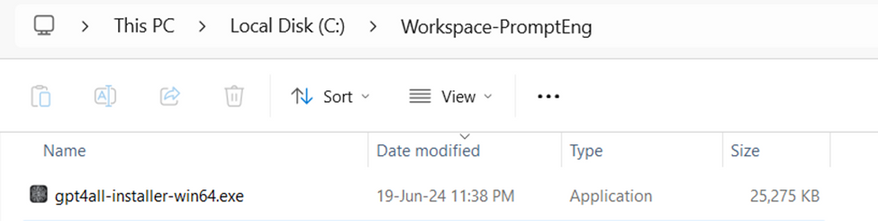 This PC > Local Disk (C:) > Workspace-PromptEng
Sort View ...
Name Date modified Type Size
gpt4all-installer-win64.exe 19-Jun-24 11:38 PM Application 25,275 KB